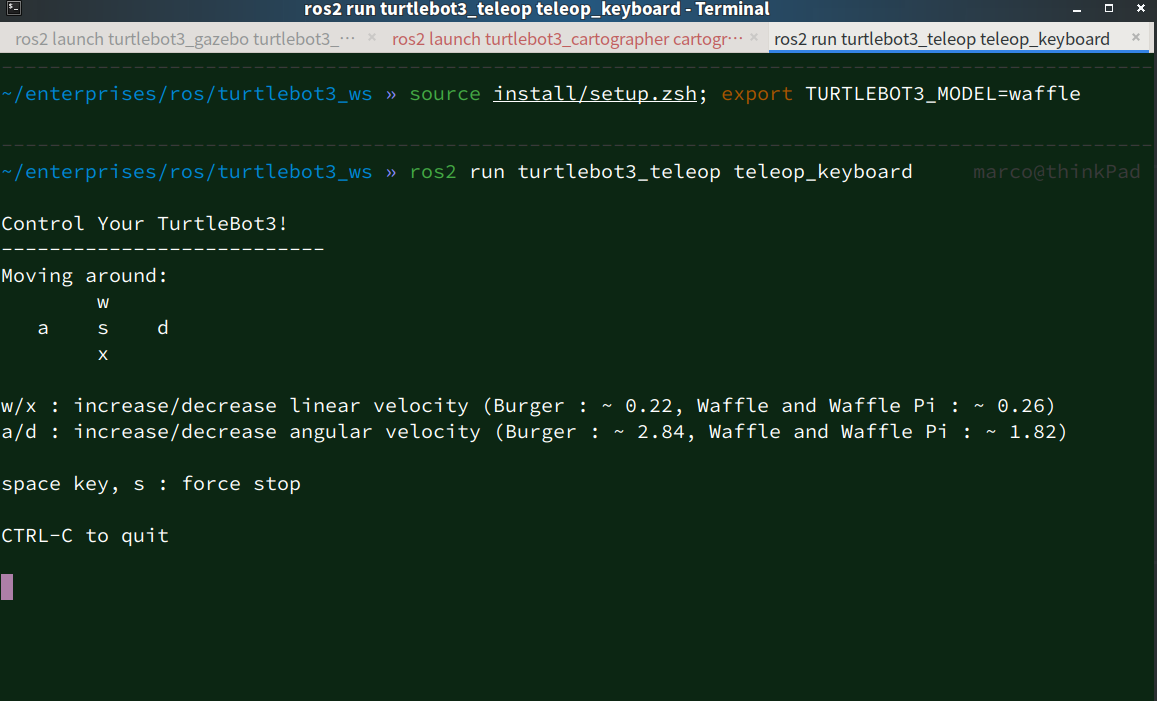 ros2 run turtlebot3_teleop teleop_keyboard - Terminal
ros2 launch turtlebot3_gazebo turtlebot3_··· × ros2 launch turtlebot3_cartographer cartogr··· × ros2 run turtlebot3_teleop teleop_keyboard ×
~/enterprises/ros/turtlebot3_ws » source install/setup.zsh; export TURTLEBOT3_MODEL=waffle
~/enterprises/ros/turtlebot3_ws » ros2 run turtlebot3_teleop teleop_keyboard marco@thinkPad
Control Your TurtleBot3!
---------------------------
Moving around:
w
a s d
x
w/x : increase/decrease linear velocity (Burger : ~ 0.22, Waffle and Waffle Pi : ~ 0.26)
a/d : increase/decrease angular velocity (Burger : ~ 2.84, Waffle and Waffle Pi : ~ 1.82)
space key, s : force stop
CTRL-C to quit